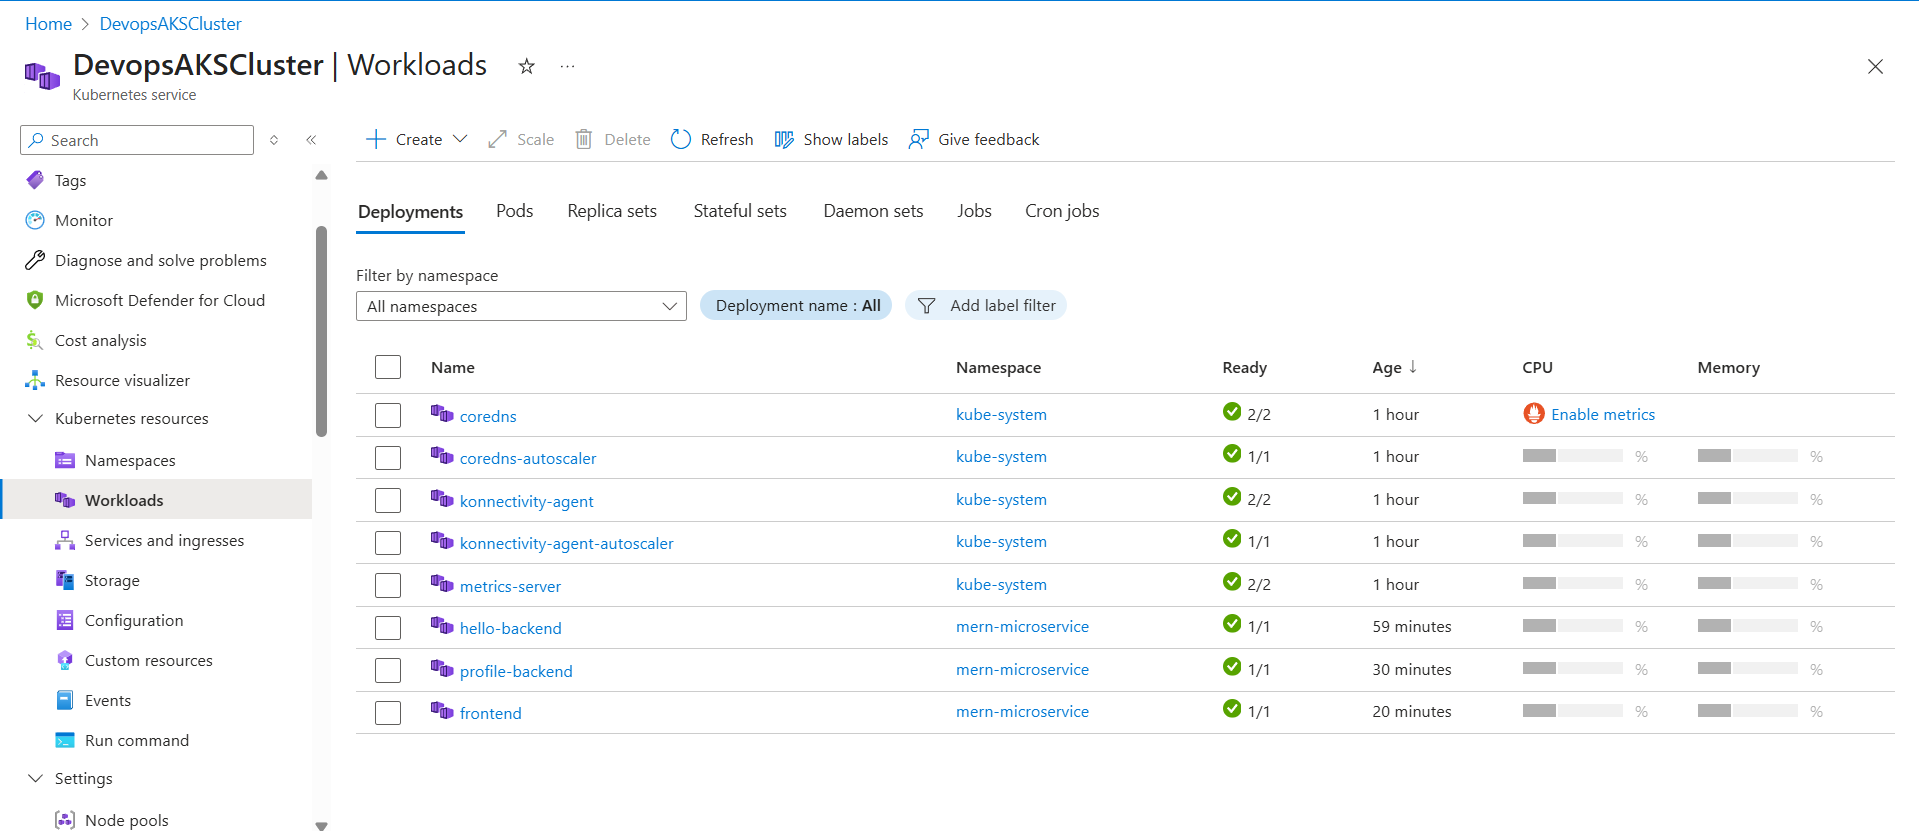 Home > DevopsAKSCluster
DevopsAKSCluster | Workloads
Kubernetes service
Search
Tags
Monitor
Diagnose and solve problems
Microsoft Defender for Cloud
Cost analysis
Resource visualizer
Kubernetes resources
Namespaces
Workloads
Services and ingresses
Storage
Configuration
Custom resources
Events
Run command
Settings
Node pools
Create Scale Delete Refresh Show labels Give feedback
Deployments Pods Replica sets Stateful sets Daemon sets Jobs Cron jobs
Filter by namespace
All namespaces Deployment name : All Add label filter
Name Namespace Ready Age ↓ CPU Memory
coredns kube-system 2/2 1 hour Enable metrics
coredns-autoscaler kube-system 1/1 1 hour % %
konnectivity-agent kube-system 2/2 1 hour % %
konnectivity-agent-autoscaler kube-system 1/1 1 hour % %
metrics-server kube-system 2/2 1 hour % %
hello-backend mern-microservice 1/1 59 minutes % %
profile-backend mern-microservice 1/1 30 minutes % %
frontend mern-microservice 1/1 20 minutes % %